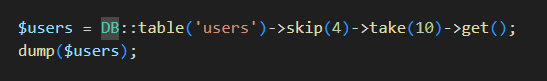 $users = DB::table('users')->skip(4)->take(10)->get();
dump($users);